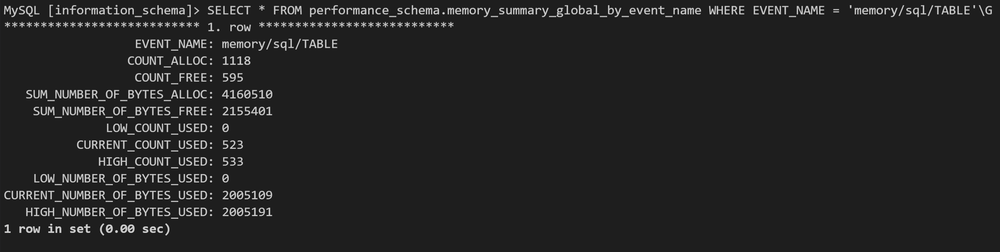 MySQL [information_schema]> SELECT * FROM performance_schema.memory_summary_global_by_event_name WHERE EVENT_NAME = 'memory/sql/TABLE'\G
*************************** 1. row ***************************
EVENT_NAME: memory/sql/TABLE
COUNT_ALLOC: 1118
COUNT_FREE: 595
SUM_NUMBER_OF_BYTES_ALLOC: 4160510
SUM_NUMBER_OF_BYTES_FREE: 2155401
LOW_COUNT_USED: 0
CURRENT_COUNT_USED: 523
HIGH_COUNT_USED: 533
LOW_NUMBER_OF_BYTES_USED: 0
CURRENT_NUMBER_OF_BYTES_USED: 2005109
HIGH_NUMBER_OF_BYTES_USED: 2005191
1 row in set (0.00 sec)